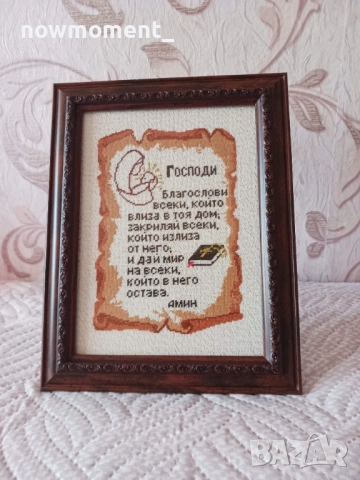 nowmoment_
Господи
Благослови
всеки, който
влиза в тоя дом;
закриляй всеки,
който излиза
от него;
и дай мир
на всеки,
който в него
остава.
Амин
BAZAR